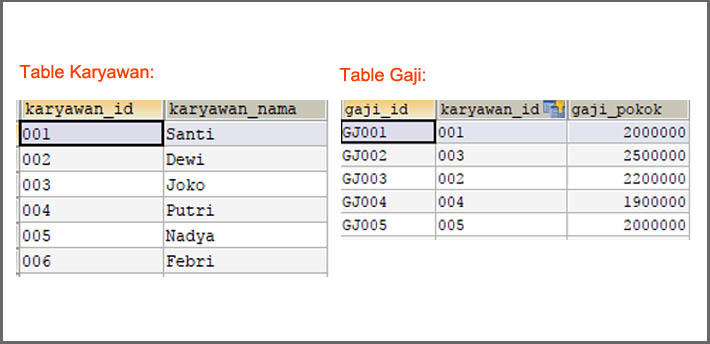 Table Karyawan:
karyawan_id karyawan_nama
001 Santi
002 Dewi
003 Joko
004 Putri
005 Nadya
006 Febri
Table Gaji:
gaji_id karyawan_id gaji_pokok
GJ001 001 2000000
GJ002 003 2500000
GJ003 002 2200000
GJ004 004 1900000
GJ005 005 2000000